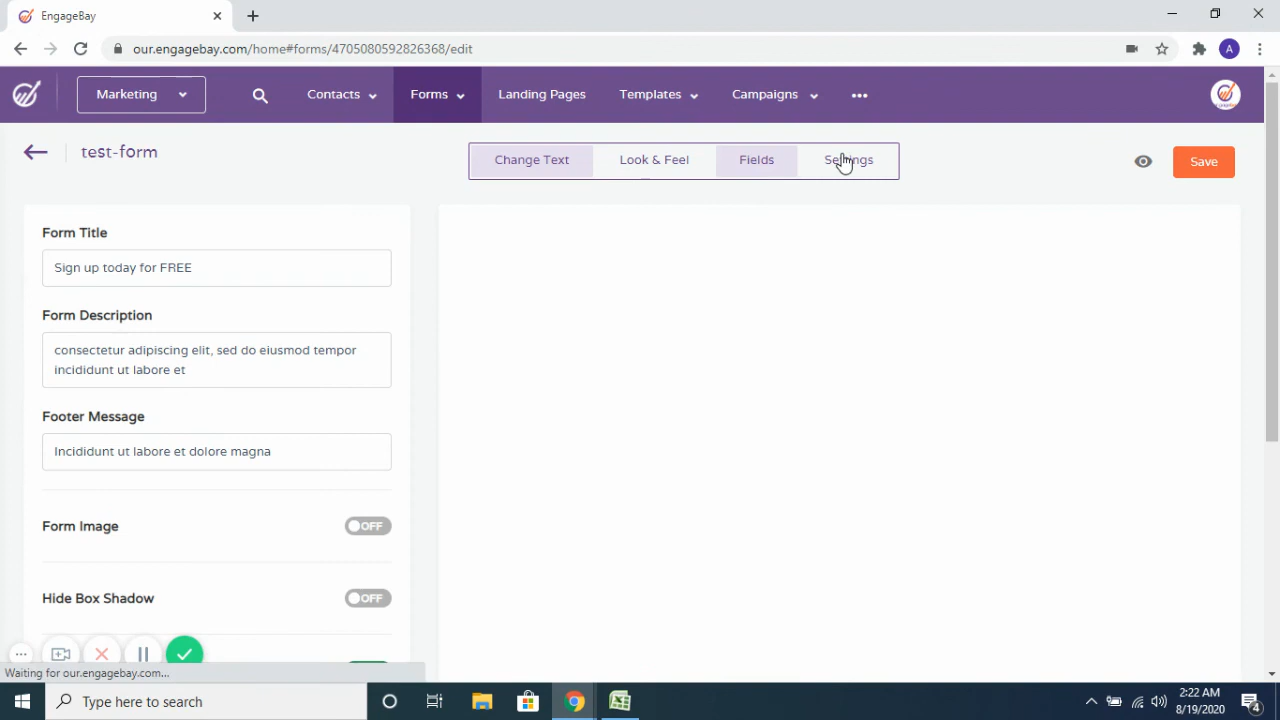 EngageBay
our.engagebay.com/home#forms/4705080592826368/edit
A
Marketing
Contacts
Forms
Landing Pages
Templates
Campaigns
test-form
Change Text
Look & Feel
Fields
Settings
Save
Form Title
Sign up today for FREE
Form Description
consectetur adipiscing elit, sed do eiusmod tempor
incididunt ut labore et
Footer Message
Incididunt ut labore et dolore magna
Form Image
OFF
Hide Box Shadow
OFF
Waiting for our.engagebay.com...
Type here to search
2:22 AM
8/19/2020
4